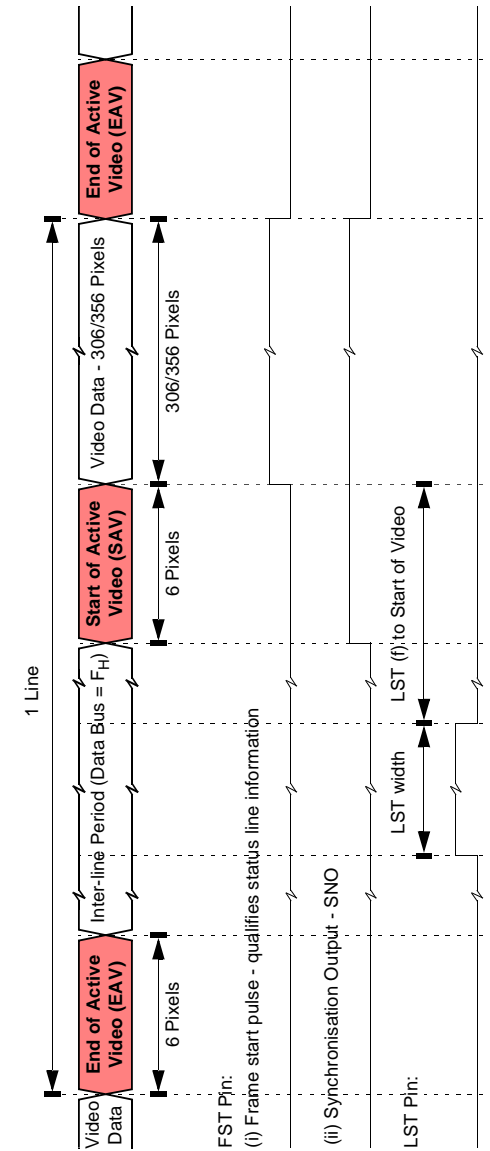 1 Line
Video
Data
End of Active
Video (EAV)
Inter-line Period (Data Bus = FH)
Start of Active
Video (SAV)
Video Data - 306/356 Pixels
End of Active
Video (EAV)
6 Pixels
6 Pixels
306/356 Pixels
FST Pin:
(i) Frame start pulse - qualifies status line information
(ii) Synchronisation Output - SNO
LST Pin:
LST width
LST (f) to Start of Video